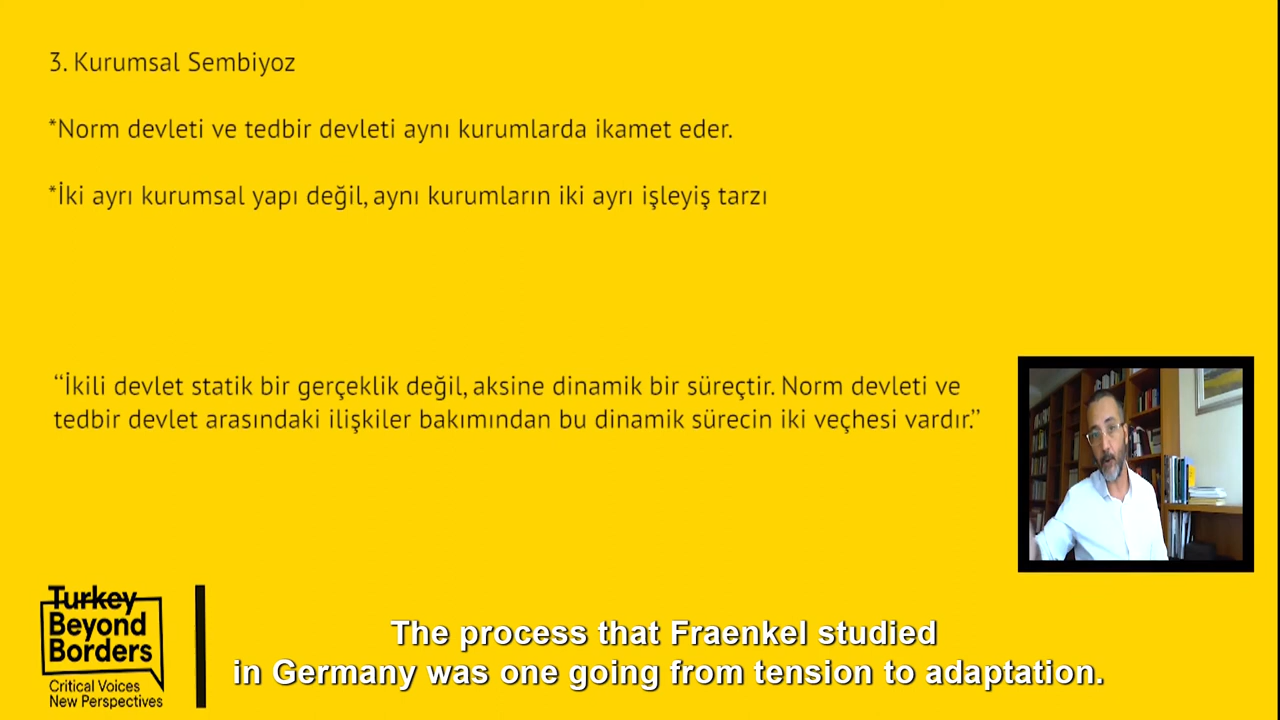 3. Kurumsal Sembiyoz
*Norm devleti ve tedbir devleti aynı kurumlarda ikamet eder.
*İki ayrı kurumsal yapı değil, aynı kurumların iki ayrı işleyiş tarzı
“İkili devlet statik bir gerçeklik değil, aksine dinamik bir süreçtir. Norm devleti ve
tedbir devlet arasındaki ilişkiler bakımından bu dinamik sürecin iki veçhesi vardır.”
Turkey
Beyond
Borders
Critical Voices
New Perspectives
The process that Fraenkel studied
in Germany was one going from tension to adaptation.